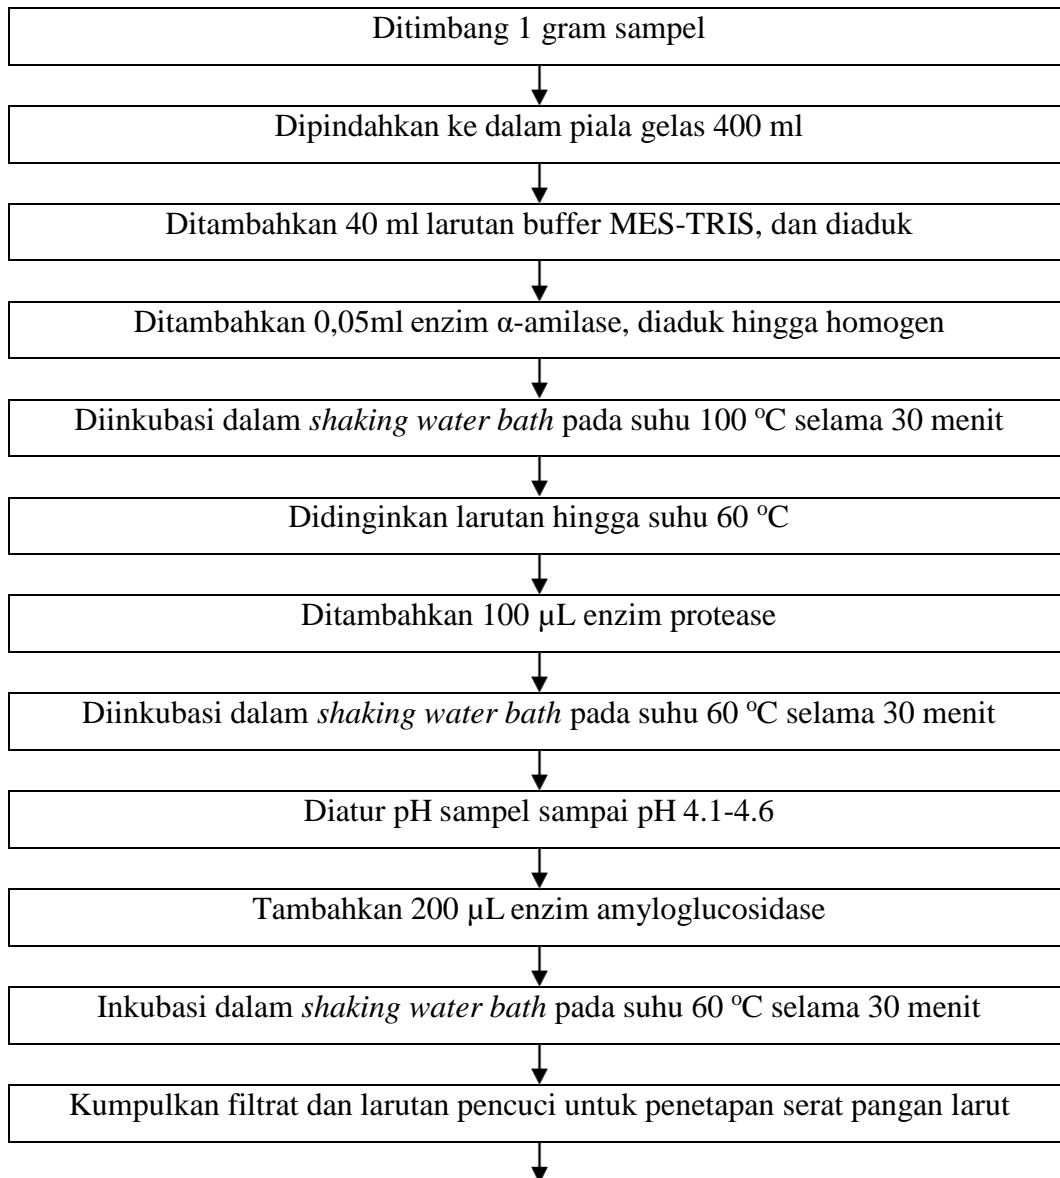 Ditimbang 1 gram sampel
Dipindahkan ke dalam piala gelas 400 ml
Ditambahkan 40 ml larutan buffer MES-TRIS, dan diaduk
Ditambahkan 0,05ml enzim α-amilase, diaduk hingga homogen
Diinkubasi dalam shaking water bath pada suhu 100 ºC selama 30 menit
Didinginkan larutan hingga suhu 60 ºC
Ditambahkan 100 µL enzim protease
Diinkubasi dalam shaking water bath pada suhu 60 ºC selama 30 menit
Diatur pH sampel sampai pH 4.1-4.6
Tambahkan 200 µL enzim amyloglucosidase
Inkubasi dalam shaking water bath pada suhu 60 ºC selama 30 menit
Kumpulkan filtrat dan larutan pencuci untuk penetapan serat pangan larut